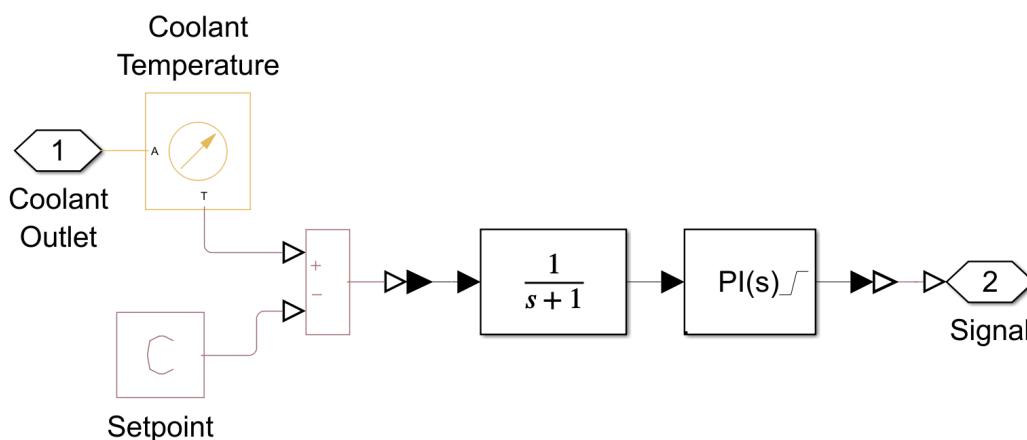 Coolant
Temperature
1
A
T
Coolant
Outlet
+
−
1
s + 1
PI(s)
2
Signal
C
Setpoint